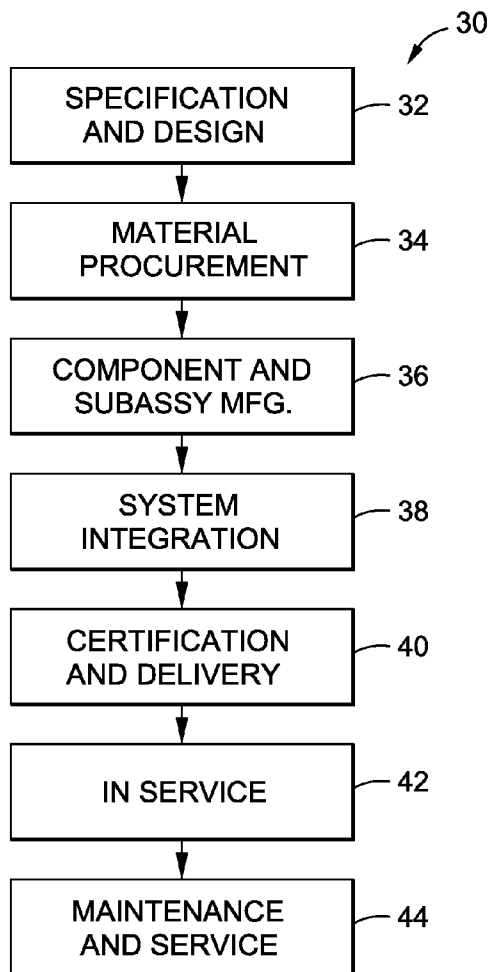 30
SPECIFICATION
AND DESIGN
32
MATERIAL
PROCUREMENT
34
COMPONENT AND
SUBASSY MFG.
36
SYSTEM
INTEGRATION
38
CERTIFICATION
AND DELIVERY
40
IN SERVICE
42
MAINTENANCE
AND SERVICE
44